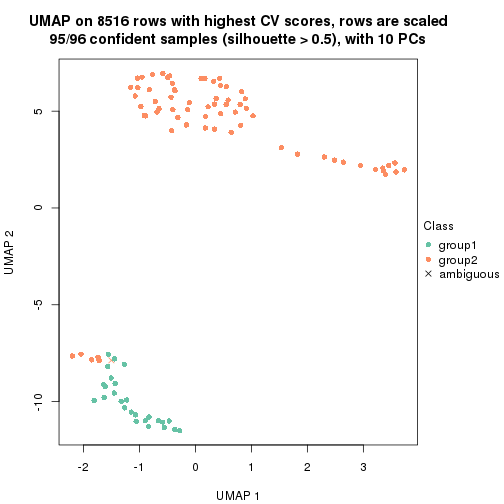 UMAP on 8516 rows with highest CV scores, rows are scaled
95/96 confident samples (silhouette > 0.5), with 10 PCs
5
0
-5
-10
UMAP 2
-2
-1
0
1
2
3
UMAP 1
Class
group1
group2
ambiguous